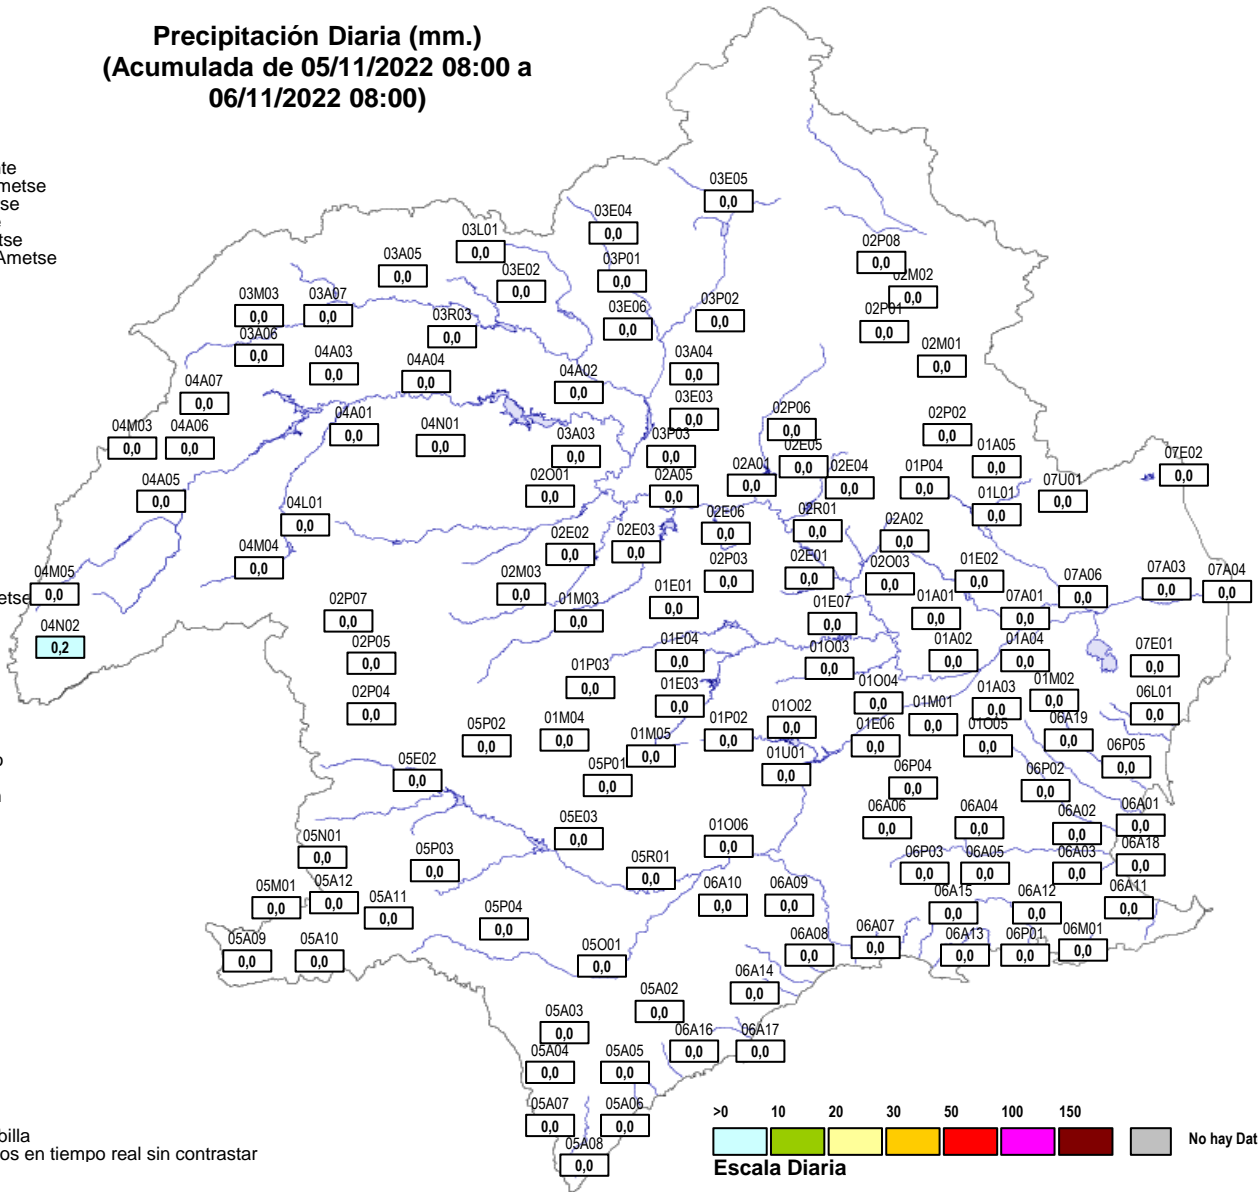 Precipitación Diaria (mm.)
(Acumulada de 05/11/2022 08:00 a
06/11/2022 08:00)
nte
metse
tse
e
tse
Ametse
03E05
0,0
03E04
0,0
03L01
0,0
03A05
0,0
03P01
0,0
03E02
0,0
02P08
0,0
02M02
0,0
03M03
0,0
03A07
0,0
03R03
0,0
03E06
0,0
03P02
0,0
02P01
0,0
03A06
0,0
04A03
0,0
04A04
0,0
04A02
0,0
03A04
0,0
02M01
0,0
04A07
0,0
03E03
0,0
04M03
0,0
04A06
0,0
04A01
0,0
04N01
0,0
03A03
0,0
03P03
0,0
02P06
0,0
02P02
0,0
02E05
0,0
01A05
0,0
07E02
0,0
04A05
0,0
02O01
0,0
02A05
0,0
02A01
0,0
02E04
0,0
01P04
0,0
07U01
0,0
01L01
0,0
04L01
0,0
02E06
0,0
02R01
0,0
02A02
0,0
04M04
0,0
02E02
0,0
02E03
0,0
04M05
0,0
etse
02M03
0,0
02P03
0,0
02E01
0,0
02O03
0,0
01E02
0,0
07A06
0,0
07A03
0,0
07A04
0,0
04N02
0,2
02P07
0,0
01M03
0,0
01E01
0,0
01E07
0,0
01A01
0,0
07A01
0,0
02P05
0,0
01E04
0,0
01O03
0,0
01A02
0,0
01A04
0,0
07E01
0,0
02P04
0,0
01P03
0,0
01E03
0,0
01O04
0,0
01A03
0,0
01M02
0,0
06L01
0,0
05P02
0,0
01M04
0,0
01M05
0,0
01P02
0,0
01O02
0,0
01E06
0,0
01M01
0,0
01O05
0,0
06A19
0,0
06P05
0,0
o
05E02
0,0
05P01
0,0
01U01
0,0
06P04
0,0
06P02
0,0
05E03
0,0
01O06
0,0
06A06
0,0
06A04
0,0
06A02
0,0
06A01
0,0
05N01
0,0
05P03
0,0
05R01
0,0
06P03
0,0
06A05
0,0
06A03
0,0
06A18
0,0
05M01
0,0
05A12
0,0
05A11
0,0
06A10
0,0
06A09
0,0
06A15
0,0
06A12
0,0
06A11
0,0
05A09
0,0
05A10
0,0
05P04
0,0
05O01
0,0
06A08
0,0
06A07
0,0
06A13
0,0
06P01
0,0
06M01
0,0
06A14
0,0
05A02
0,0
05A03
0,0
06A16
0,0
06A17
0,0
05A04
0,0
05A05
0,0
05A07
0,0
05A06
0,0
05A08
0,0
billa
os en tiempo real sin contrastar
>0 10 20 30 50 100 150
No hay Dat
Escala Diaria